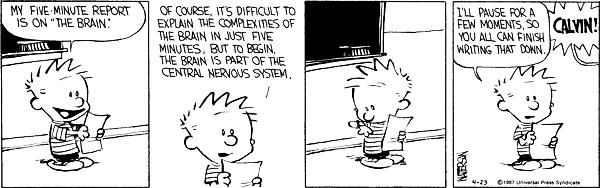 MY FIVE-MINUTE REPORT
IS ON "THE BRAIN."
OF COURSE, IT'S DIFFICULT TO
EXPLAIN THE COMPLEXITIES OF
THE BRAIN IN JUST FIVE
MINUTES, BUT TO BEGIN,
THE BRAIN IS PART OF THE
CENTRAL NERVOUS SYSTEM.
I'LL PAUSE FOR A
FEW MOMENTS, SO
YOU ALL CAN FINISH
WRITING THAT DOWN.
CALVIN!
WATTERSON
4-23
©1987 Universal Press Syndicate